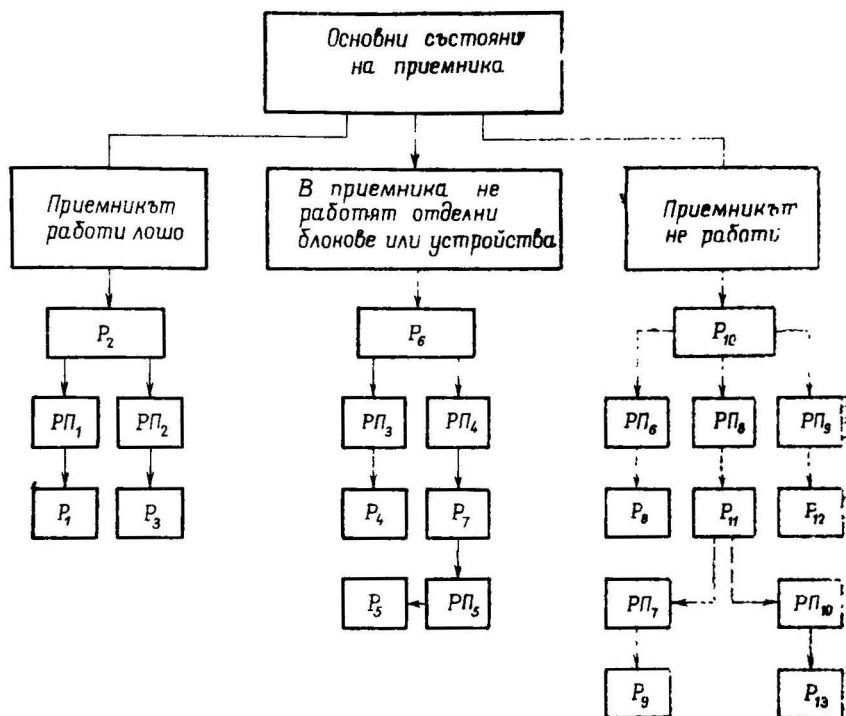 Основни състояни
на приемника
Приемникът
работи лошо
В приемника не
работят отделни
блокове или устройства
Приемникът
не работи
P₂
P₆
P₁₀
РП₁
РП₂
РП₃
РП₄
РП₆
РП₈
РП₉
P₁
P₃
P₄
P₇
P₈
P₁₁
P₁₂
P₅
РП₅
РП₇
РП₁₀
P₉
P₁₃